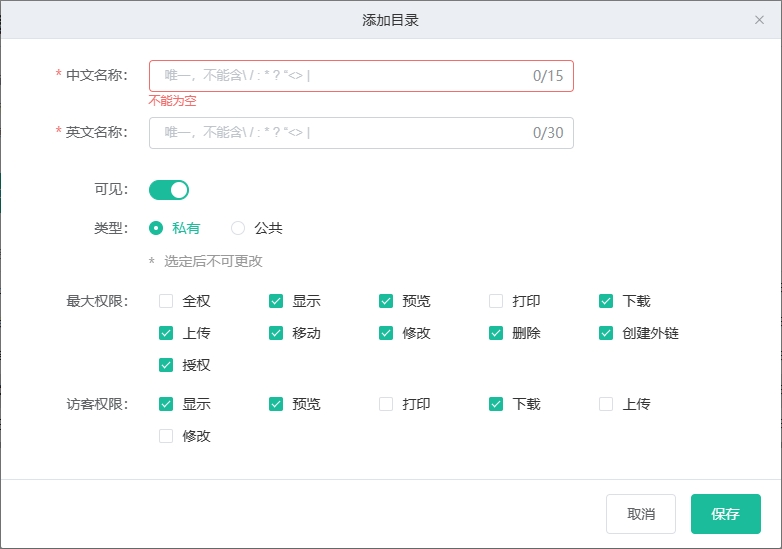 添加目录
* 中文名称： 唯一，不能含\ / : * ? “<> | 0/15
不能为空
* 英文名称： 唯一，不能含\ / : * ? “<> | 0/30
可见：
类型： 私有 公共
* 选定后不可更改
最大权限： 全权 显示 预览 打印 下载
上传 移动 修改 删除 创建外链
授权
访客权限： 显示 预览 打印 下载 上传
修改
取消 保存